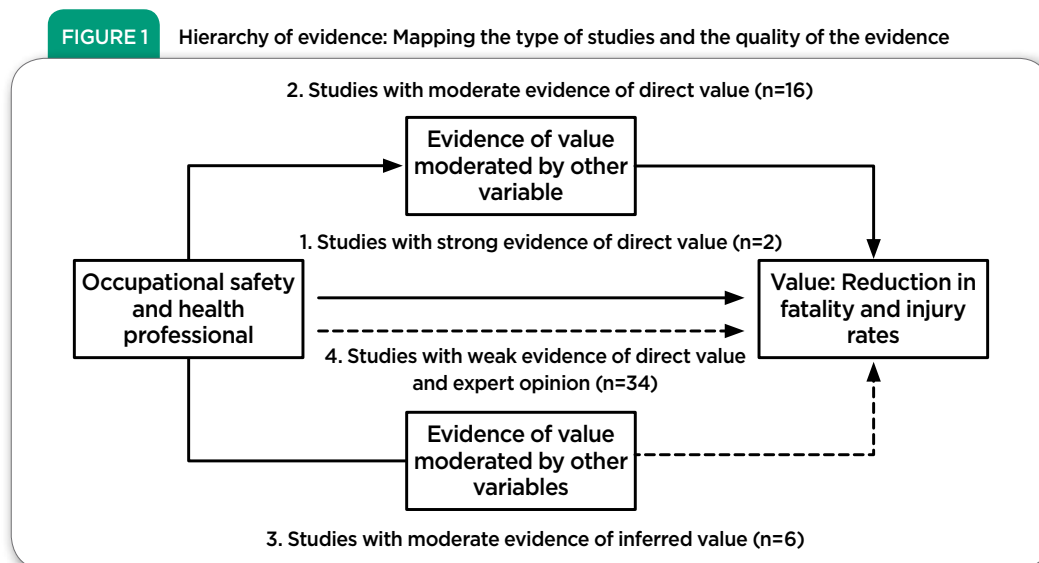 FIGURE 1 Hierarchy of evidence: Mapping the type of studies and the quality of the evidence
2. Studies with moderate evidence of direct value (n=16)
Evidence of value
moderated by other
variable
1. Studies with strong evidence of direct value (n=2)
Occupational safety
and health
professional
Value: Reduction in
fatality and injury
rates
4. Studies with weak evidence of direct value
and expert opinion (n=34)
Evidence of value
moderated by other
variables
3. Studies with moderate evidence of inferred value (n=6)